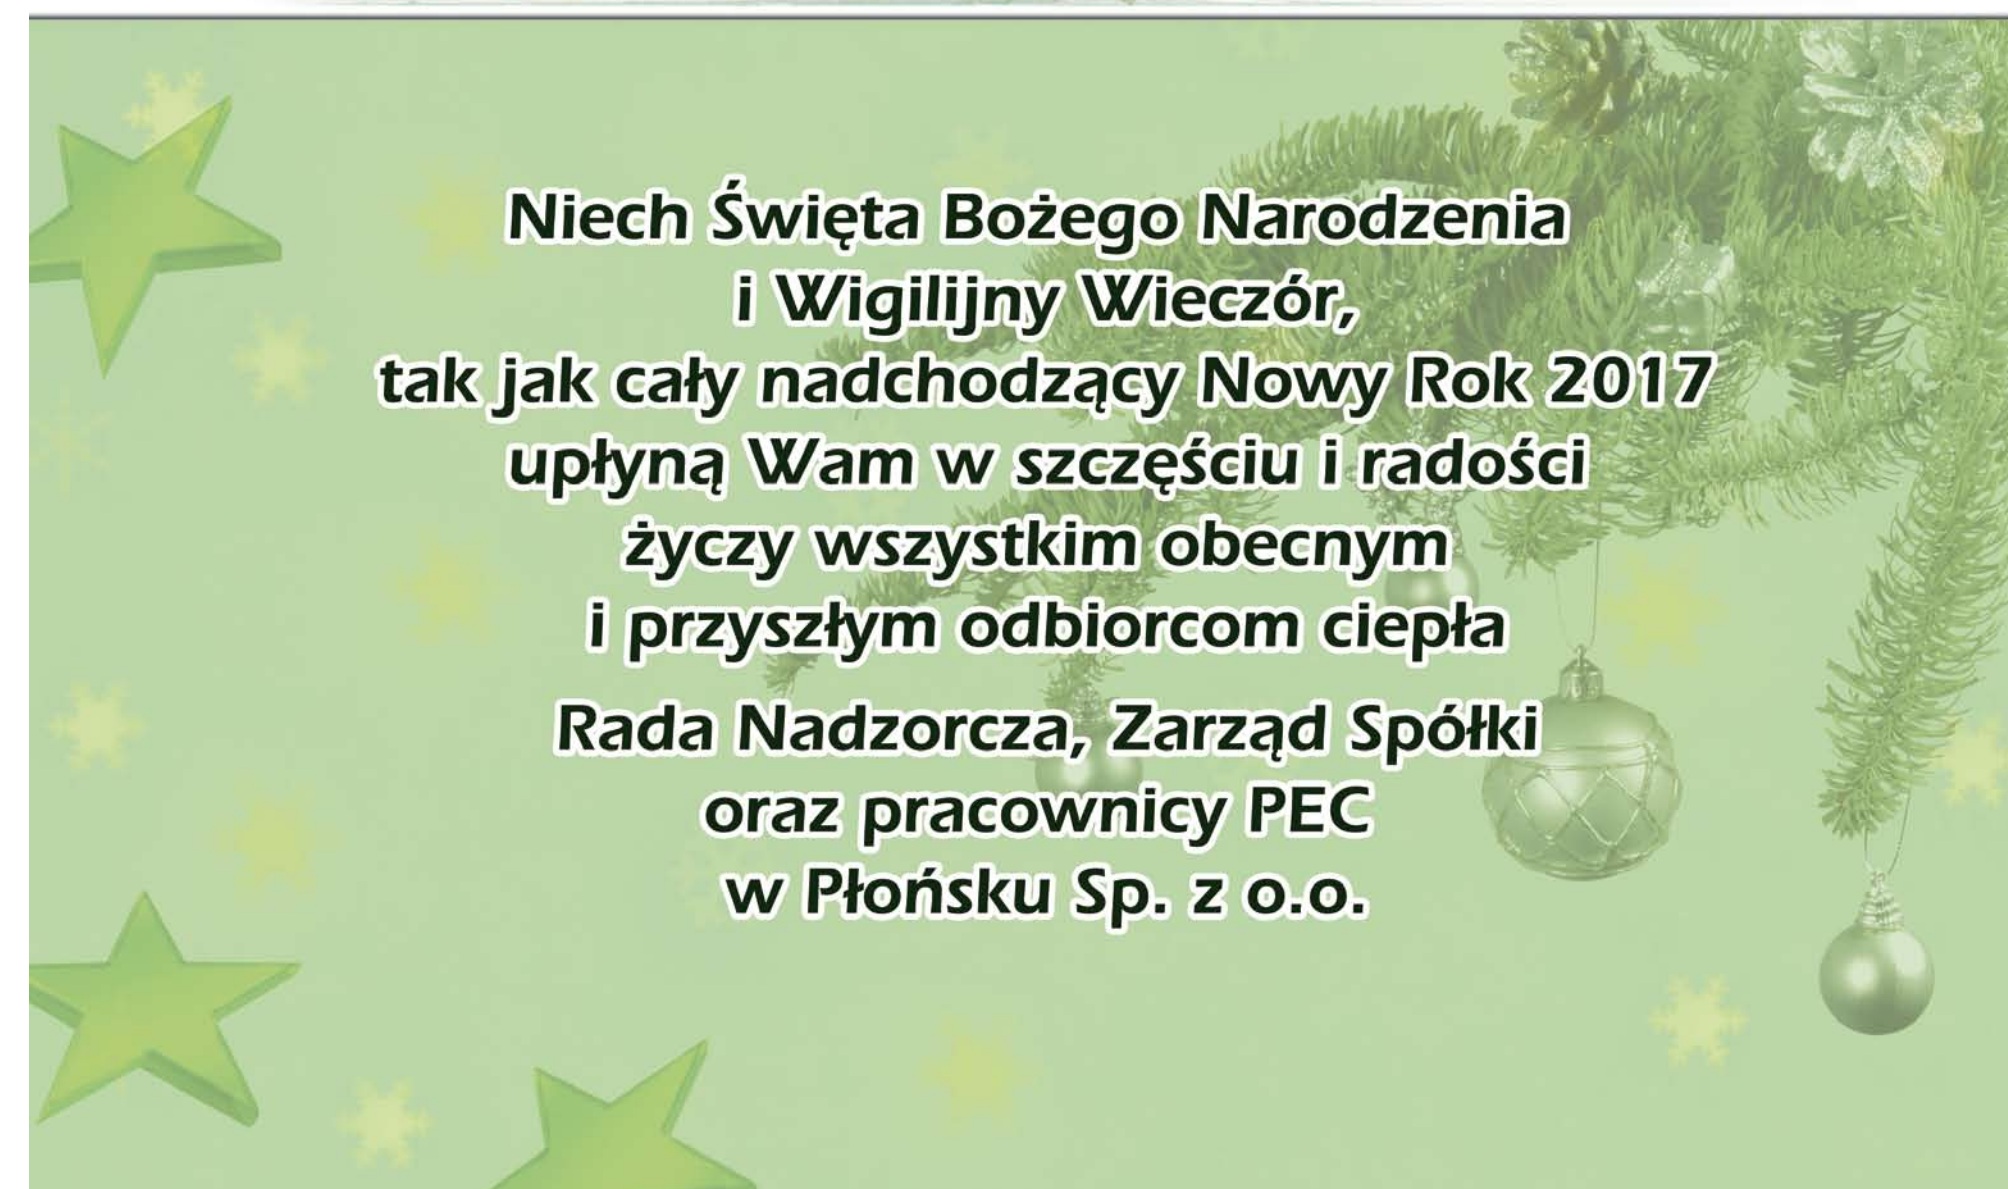 Niech Święta Bożego Narodzenia
i Wigilijny Wieczór,
tak jak cały nadchodzący Nowy Rok 2017
upłyną Wam w szczęściu i radości
życzy wszystkim obecnym
i przyszłym odbiorcom ciepła
Rada Nadzorcza, Zarząd Spółki
oraz pracownicy PEC
w Płońsku Sp. z o.o.